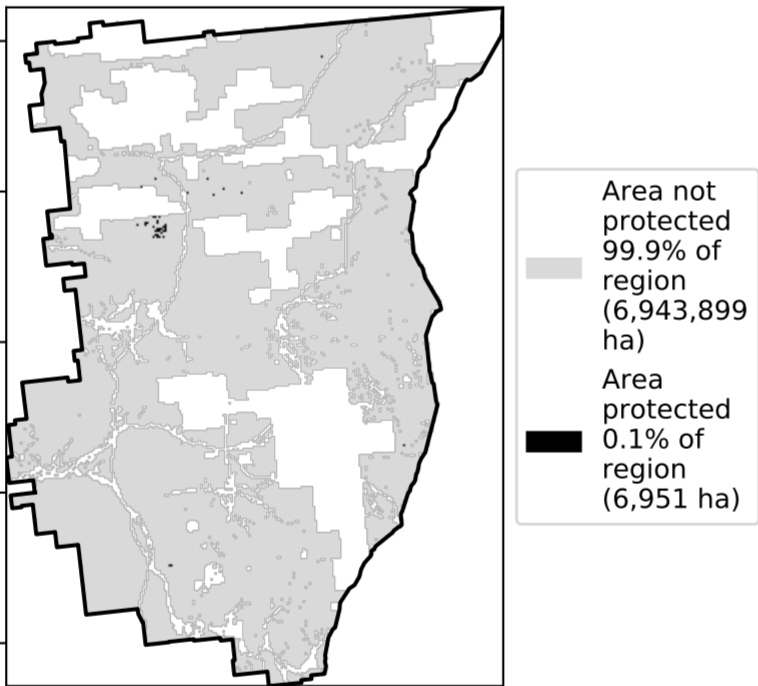 Area not
protected
99.9% of
region
(6,943,899
ha)
Area
protected
0.1% of
region
(6,951 ha)